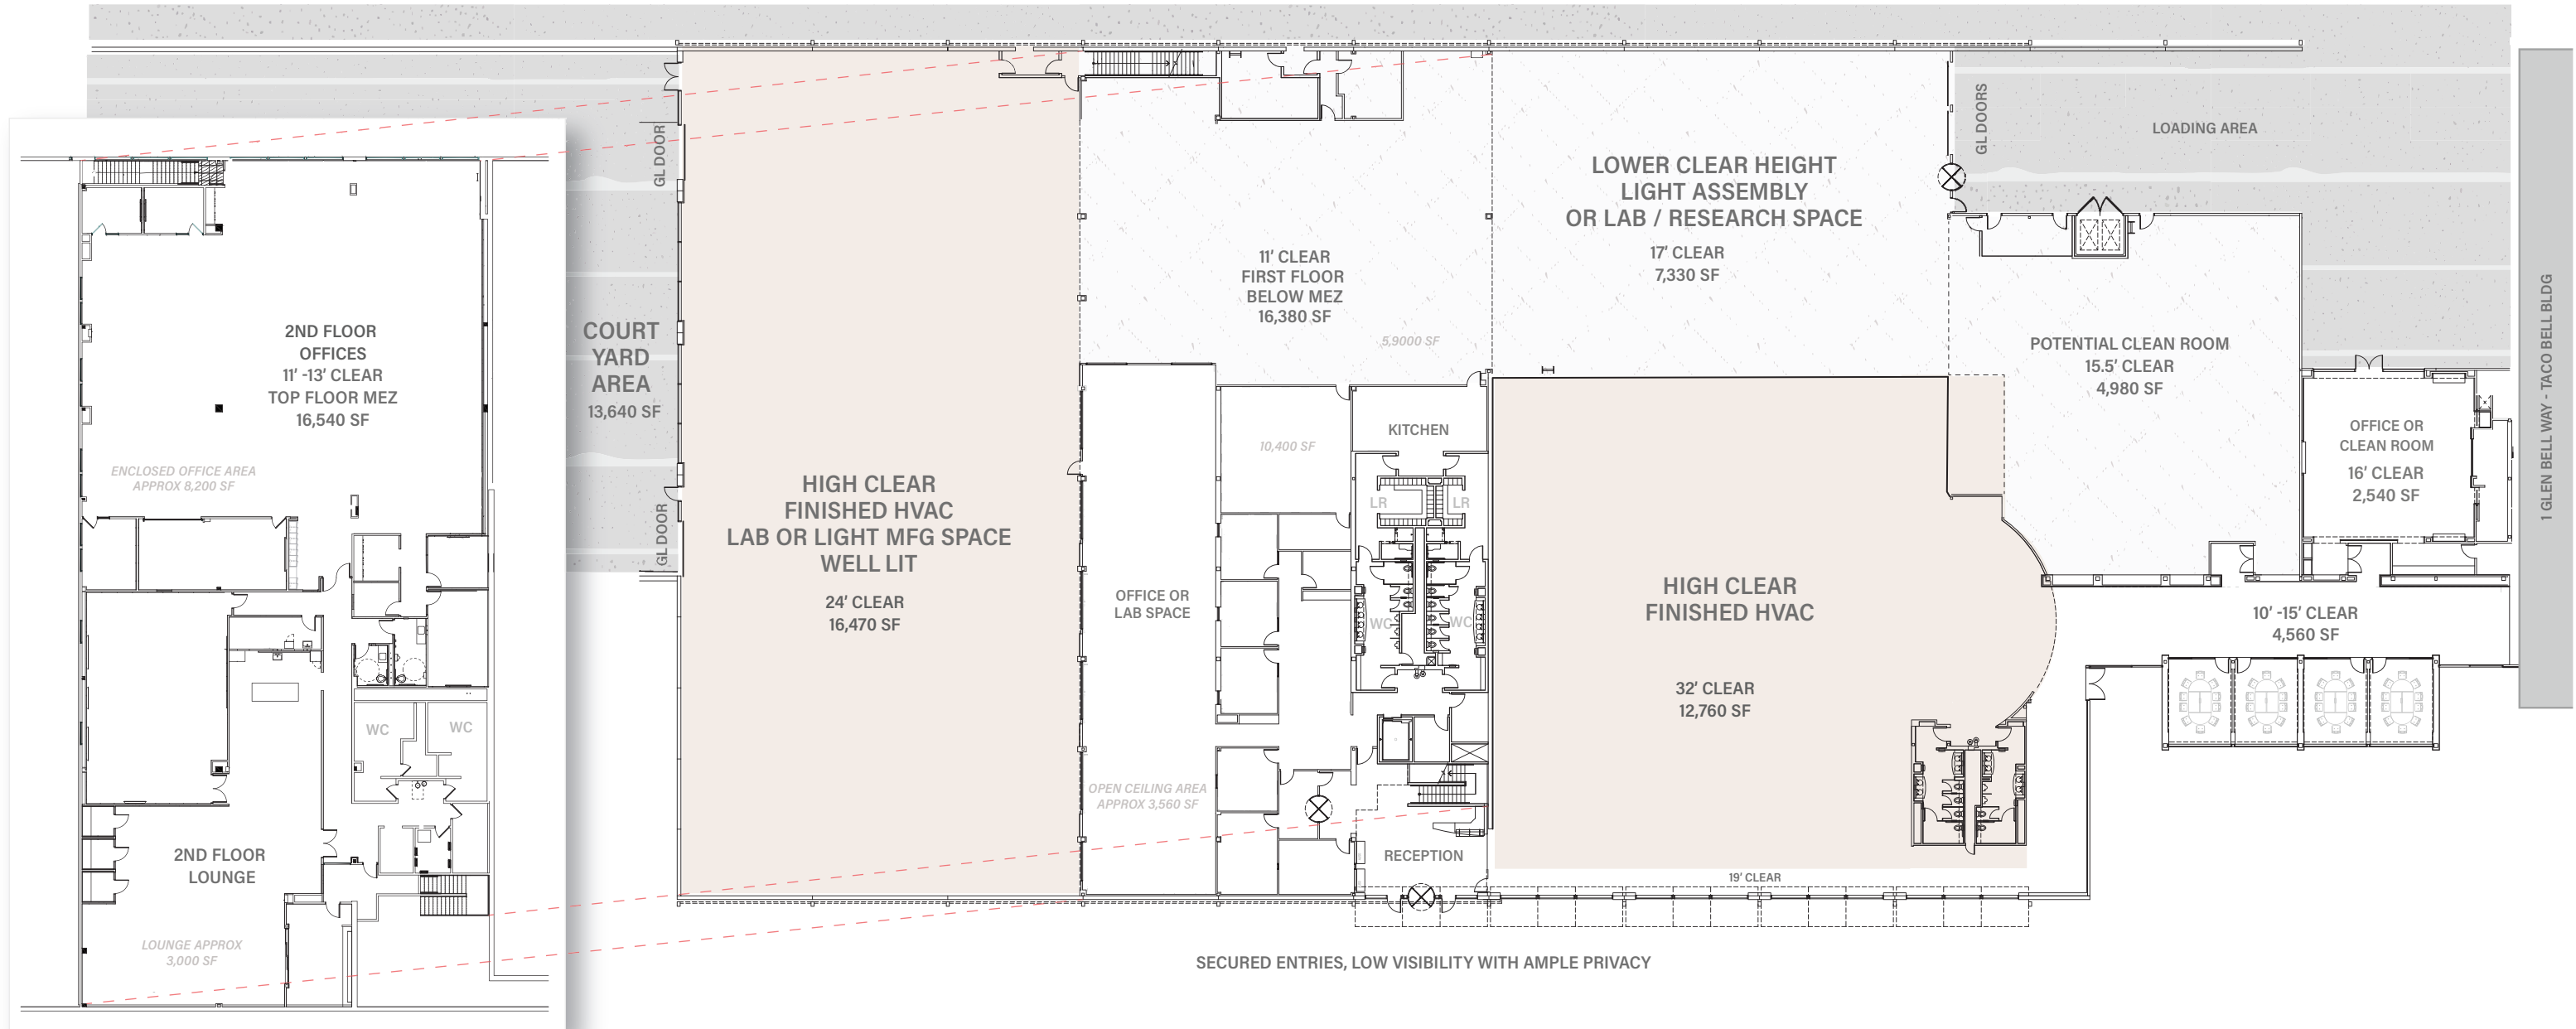 2ND FLOOR
OFFICES
11' -13' CLEAR
TOP FLOOR MEZ
16,540 SF
ENCLOSED OFFICE AREA
APPROX 8,200 SF
WC
WC
2ND FLOOR
LOUNGE
LOUNGE APPROX
3,000 SF
GL DOOR
COURT
YARD
AREA
13,640 SF
GL DOOR
HIGH CLEAR
FINISHED HVAC
LAB OR LIGHT MFG SPACE
WELL LIT
24' CLEAR
16,470 SF
11' CLEAR
FIRST FLOOR
BELOW MEZ
16,380 SF
5,9000 SF
10,400 SF
KITCHEN
LR
LR
WC
WC
OFFICE OR
LAB SPACE
OPEN CEILING AREA
APPROX 3,560 SF
RECEPTION
LOWER CLEAR HEIGHT
LIGHT ASSEMBLY
OR LAB / RESEARCH SPACE
17' CLEAR
7,330 SF
HIGH CLEAR
FINISHED HVAC
32' CLEAR
12,760 SF
19' CLEAR
GL DOORS
LOADING AREA
POTENTIAL CLEAN ROOM
15.5' CLEAR
4,980 SF
OFFICE OR
CLEAN ROOM
16' CLEAR
2,540 SF
10' -15' CLEAR
4,560 SF
1 GLEN BELL WAY - TACO BELL BLDG
SECURED ENTRIES, LOW VISIBILITY WITH AMPLE PRIVACY